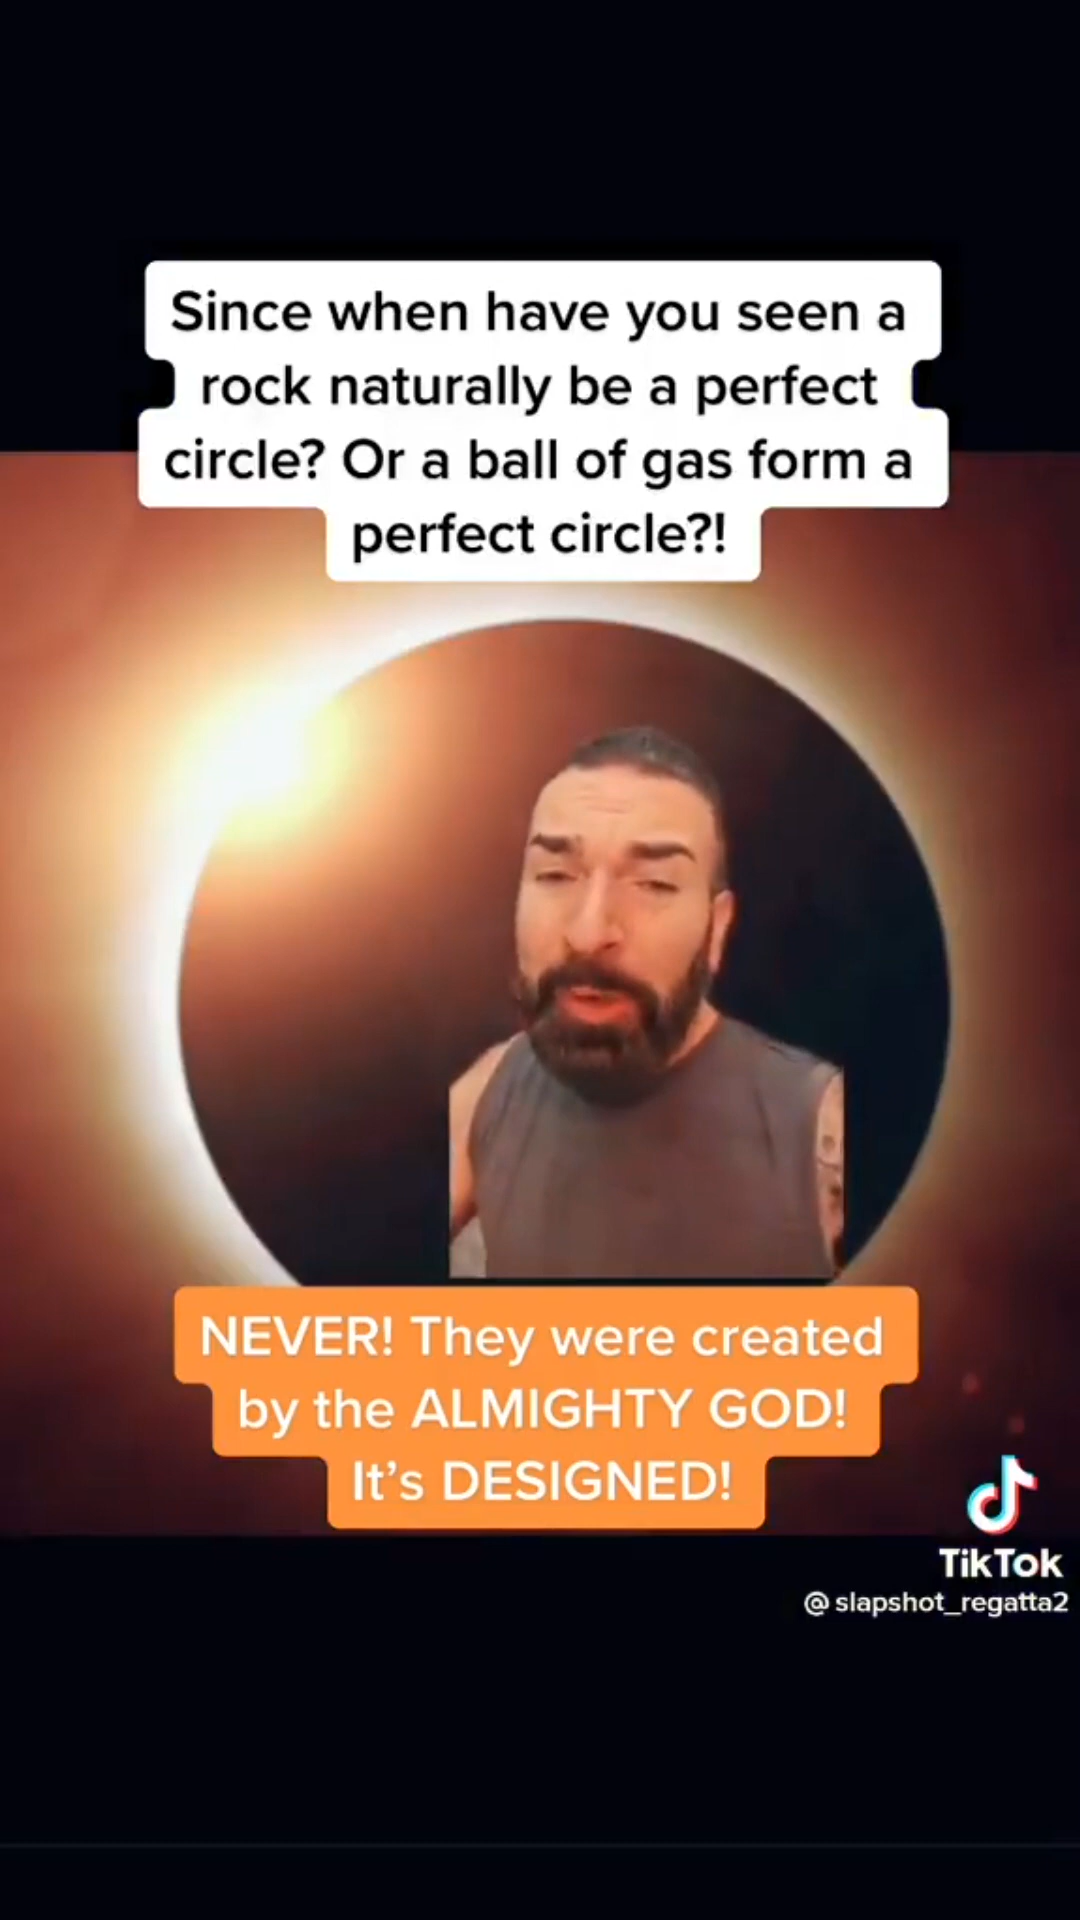 Since when have you seen a
rock naturally be a perfect
circle? Or a ball of gas form a
perfect circle?!
NEVER! They were created
by the ALMIGHTY GOD!
It's DESIGNED!
TikTok
@slapshot_regatta2